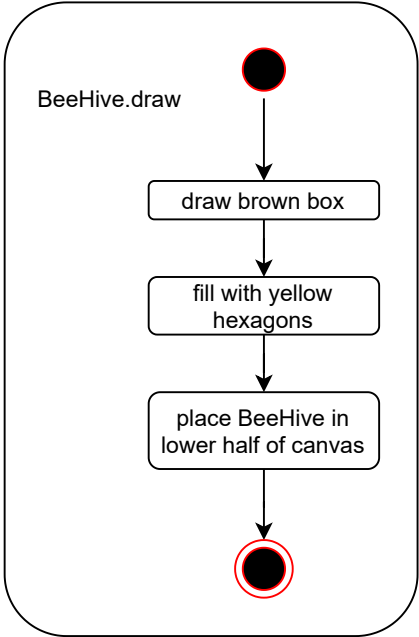 BeeHive.draw
draw brown box
fill with yellow
hexagons
place BeeHive in
lower half of canvas